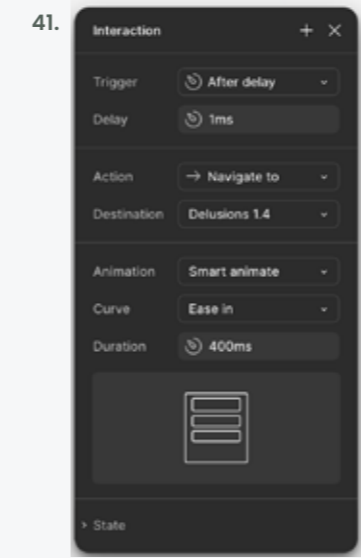 41.
Interaction
Trigger After delay
Delay 1ms
Action → Navigate to
Destination Delusions 1.4
Animation Smart animate
Curve Ease in
Duration 400ms
State